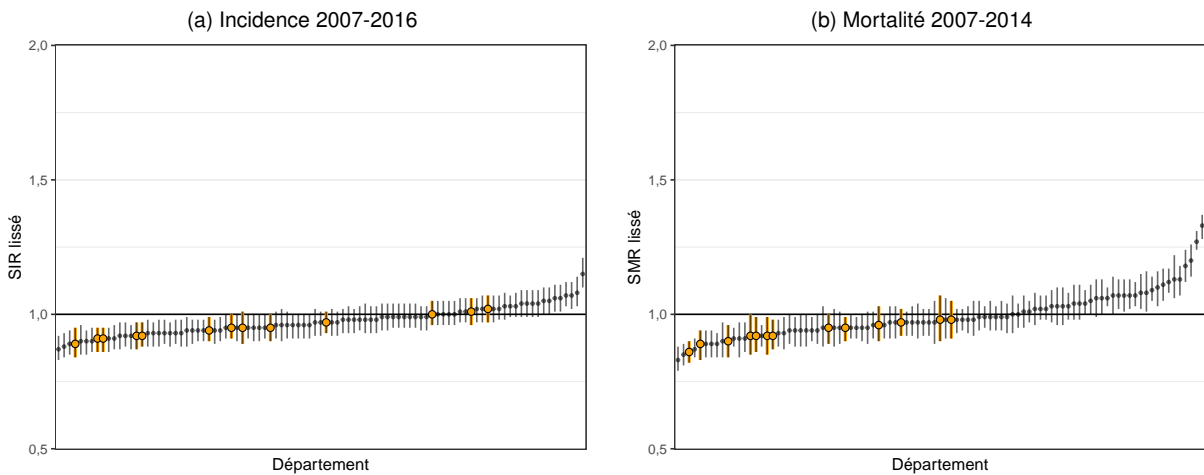 (a) Incidence 2007-2016
2,0
1,5
1,0
0,5
SIR lissé
Département
(b) Mortalité 2007-2014
2,0
1,5
1,0
0,5
SMR lissé
Département